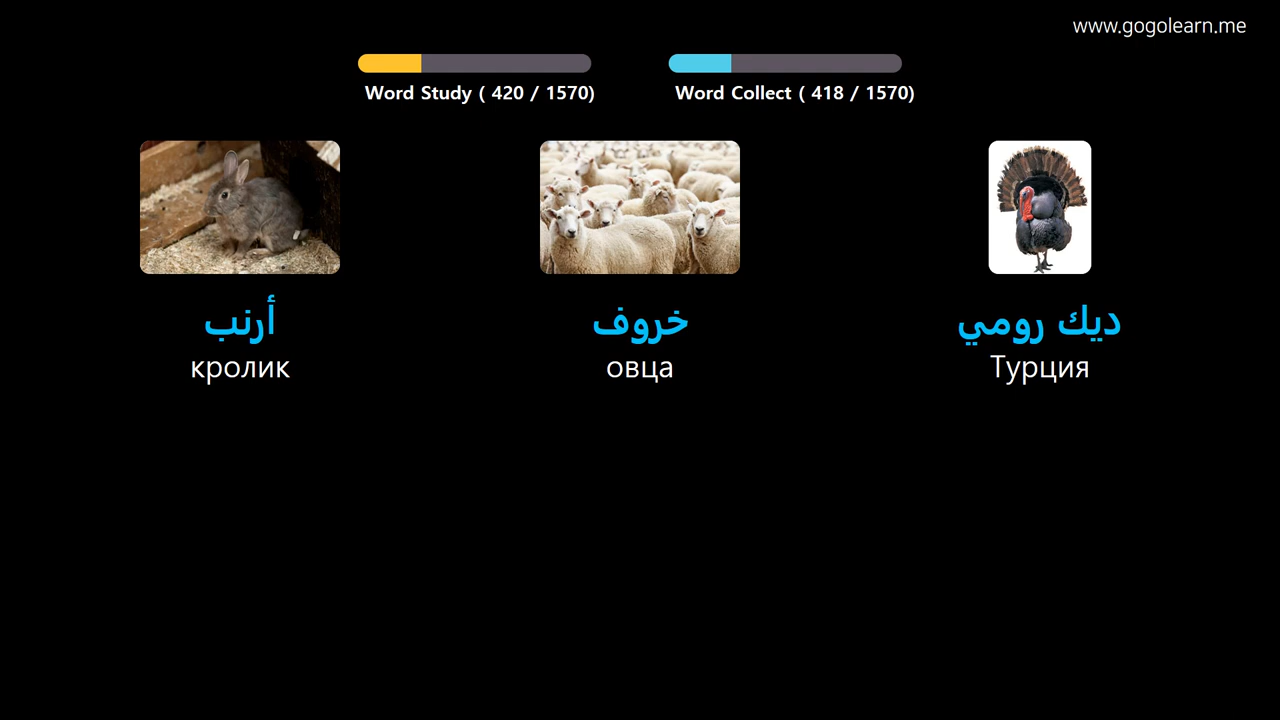 www.gogolearn.me
Word Study ( 420 / 1570)
Word Collect ( 418 / 1570)
أرنب
кролик
خروف
овца
ديك رومي
Турция